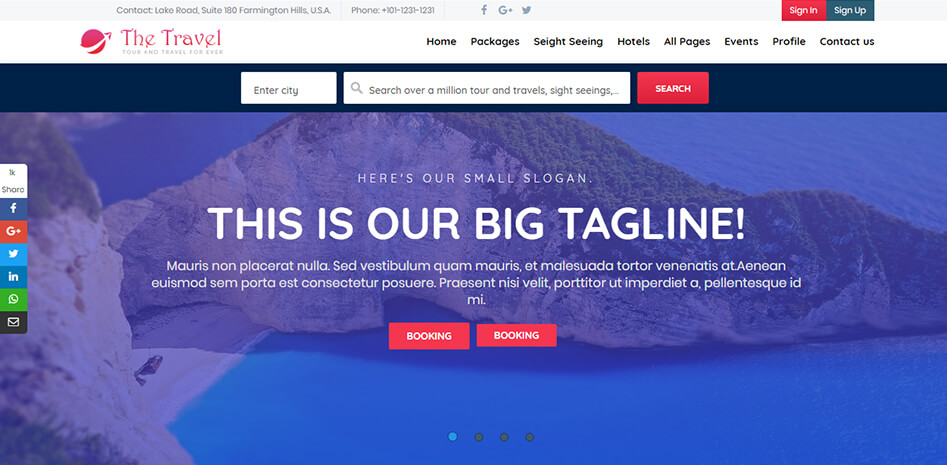 Contact: Lake Road, Suite 180 Farmington Hills, U.S.A. Phone: +101-1231-1231 Sign In Sign Up
The Travel
TOUR AND TRAVEL FOR EVER
Home Packages Seight Seeing Hotels All Pages Events Profile Contact us
Enter city Search over a million tour and travels, sight seeings,... SEARCH
1k
Share
HERE'S OUR SMALL SLOGAN.
THIS IS OUR BIG TAGLINE!
Mauris non placerat nulla. Sed vestibulum quam mauris, et malesuada tortor venenatis at.Aenean
euismod sem porta est consectetur posuere. Praesent nisi velit, porttitor ut imperdiet a, pellentesque id
mi.
BOOKING BOOKING